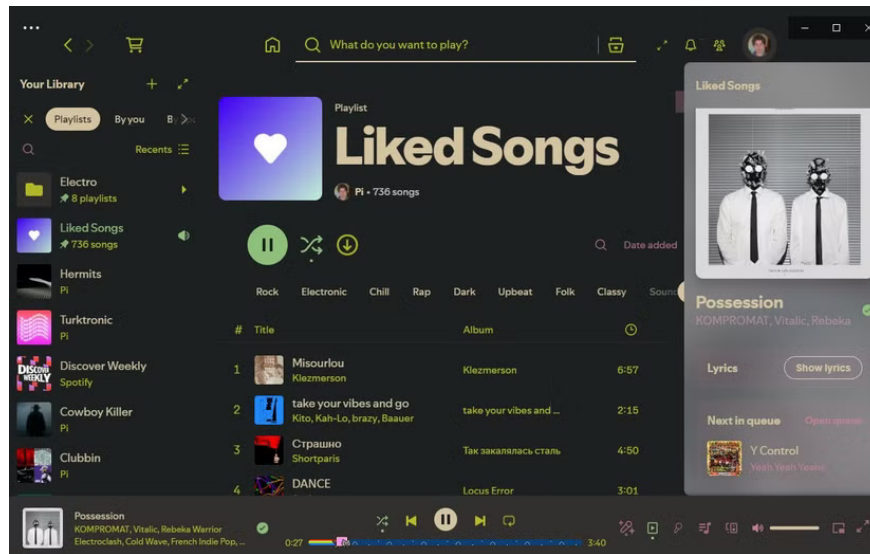 What do you want to play?
Your Library
Playlists
By you
Recents
Electro
8 playlists
Liked Songs
736 songs
Hermits
Pi
Turktronic
Pi
DISCOVER WEEKLY
Discover Weekly
Spotify
Cowboy Killer
Pi
Clubbin
Pi
Playlist
Liked Songs
Pi • 736 songs
Date added
Rock Electronic Chill Rap Dark Upbeat Folk Classy
# Title Album
1 Misourlou Klezmerson 6:57
Klezmerson
2 take your vibes and go take your vibes and ... 2:15
Kito, Kah-Lo, brazy, Baauer
3 Страшно Так закалялась сталь 4:50
Shortparis
4 DANCE Locus Error 3:01
Liked Songs
Possession
KOMPROMAT, Vitalic, Rebeka
Lyrics Show lyrics
Next in queue Open queue
Y Control
Yeah Yeah Yeahs
Possession
KOMPROMAT, Vitalic, Rebeka Warrior
Electroclash, Cold Wave, French Indie Pop, ...
0:27 3:40